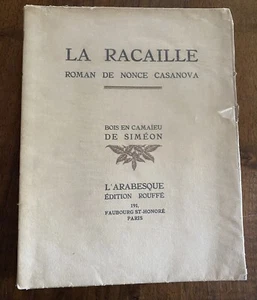 LA RACAILLE
ROMAN DE NONCE CASANOVA
BOIS EN CAMAIEU
DE SIMÉON
L'ARABESQUE
ÉDITION ROUFFÉ
191,
FAUBOURG ST-HONORÉ
PARIS